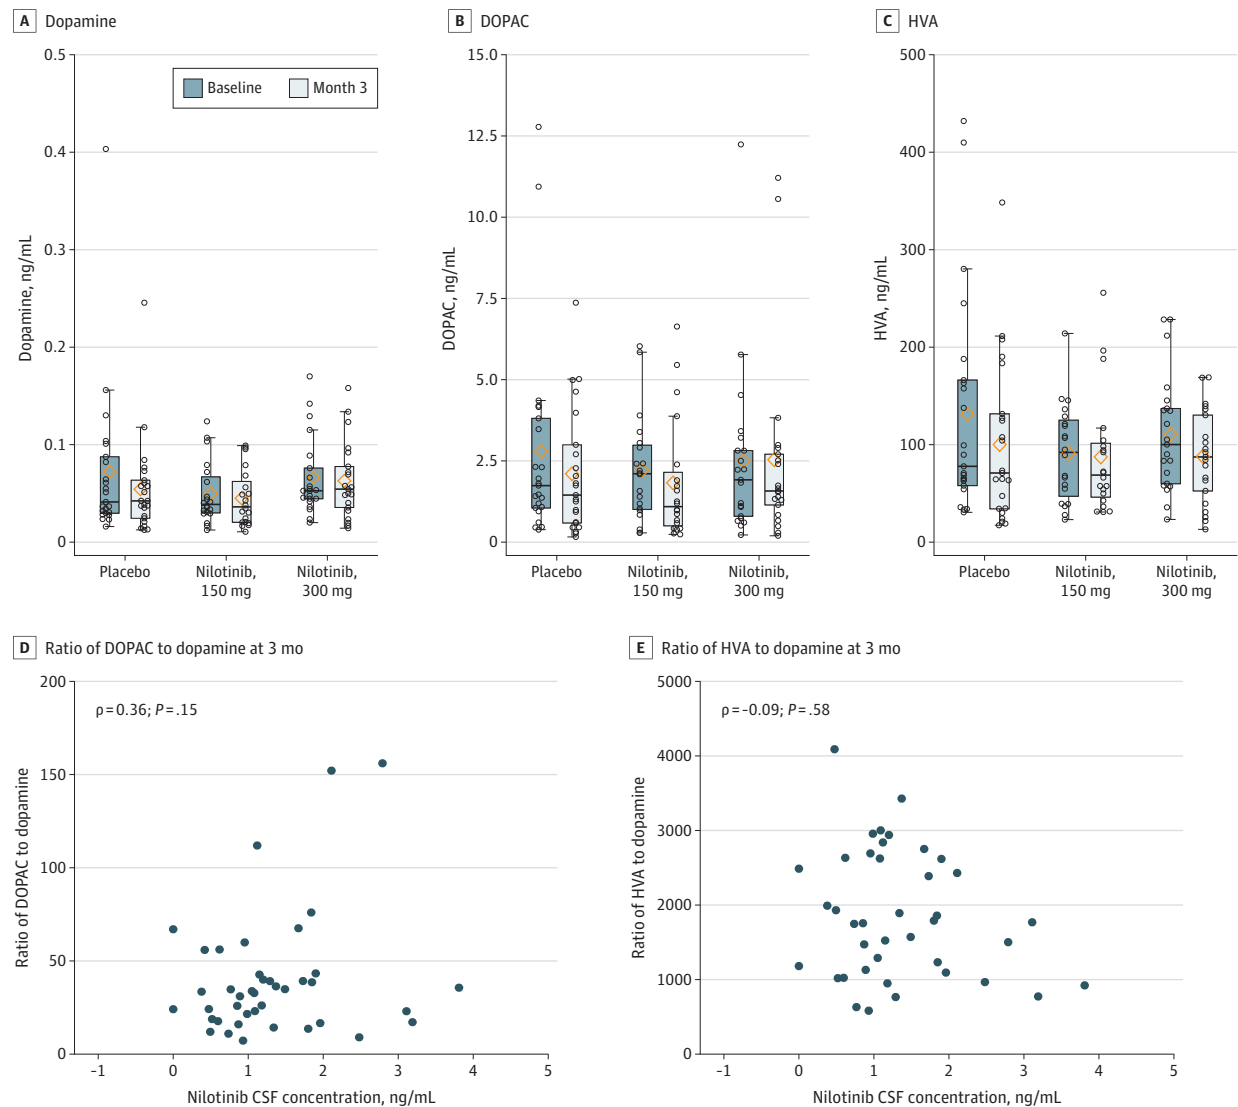 A Dopamine
0.5
0.4
0.3
0.2
0.1
0
Dopamine, ng/mL
Baseline
Month 3
Placebo
Nilotinib,
150 mg
Nilotinib,
300 mg
B DOPAC
15.0
12.5
10.0
7.5
5.0
2.5
0
DOPAC, ng/mL
Placebo
Nilotinib,
150 mg
Nilotinib,
300 mg
C HVA
500
400
300
200
100
0
HVA, ng/mL
Placebo
Nilotinib,
150 mg
Nilotinib,
300 mg
D Ratio of DOPAC to dopamine at 3 mo
200
150
100
50
0
Ratio of DOPAC to dopamine
ρ=0.36; P=.15
-1 0 1 2 3 4 5
Nilotinib CSF concentration, ng/mL
E Ratio of HVA to dopamine at 3 mo
5000
4000
3000
2000
1000
0
Ratio of HVA to dopamine
ρ=-0.09; P=.58
-1 0 1 2 3 4 5
Nilotinib CSF concentration, ng/mL